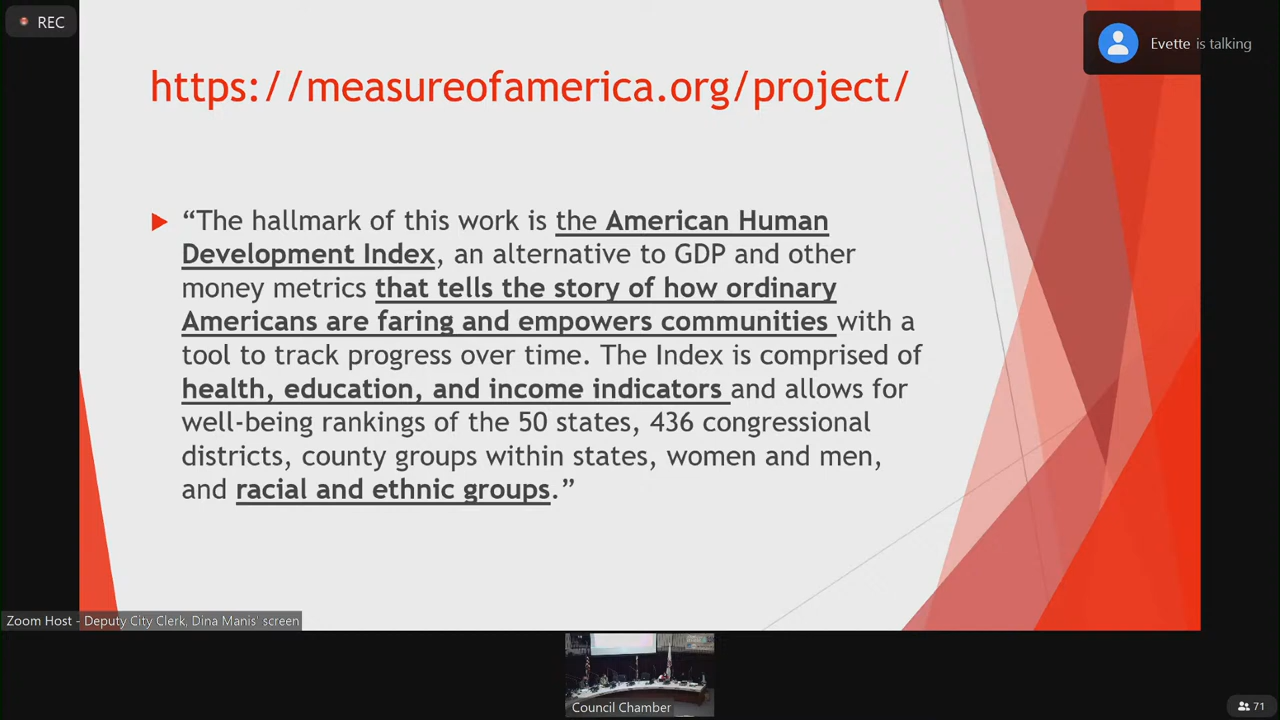 REC
Evette is talking
https://measureofamerica.org/project/
“The hallmark of this work is the American Human
Development Index, an alternative to GDP and other
money metrics that tells the story of how ordinary
Americans are faring and empowers communities with a
tool to track progress over time. The Index is comprised of
health, education, and income indicators and allows for
well-being rankings of the 50 states, 436 congressional
districts, county groups within states, women and men,
and racial and ethnic groups.”
Zoom Host - Deputy City Clerk, Dina Manis' screen
Council Chamber
71